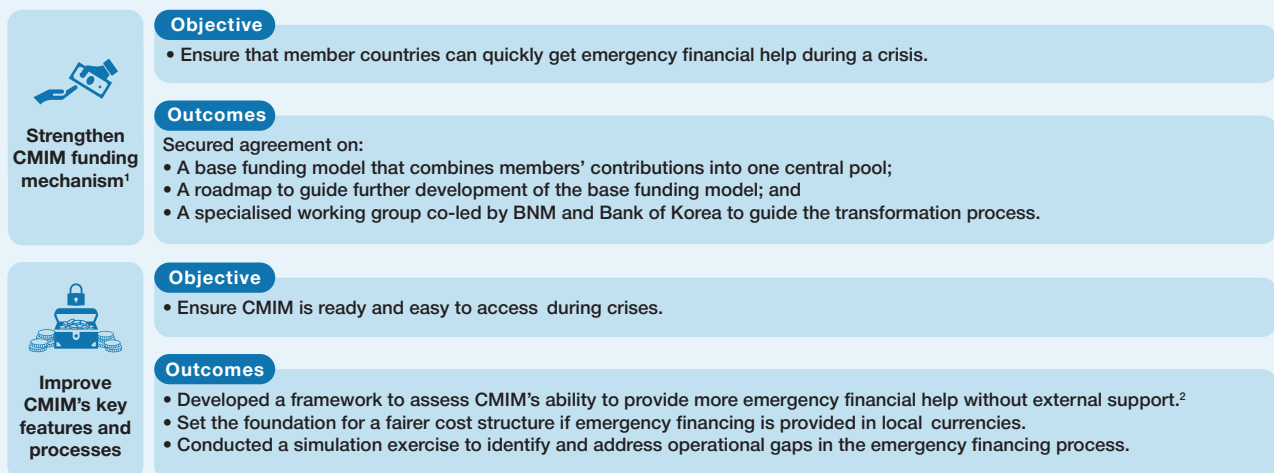 Strengthen
CMIM funding
mechanism¹
Objective
• Ensure that member countries can quickly get emergency financial help during a crisis.
Outcomes
Secured agreement on:
• A base funding model that combines members' contributions into one central pool;
• A roadmap to guide further development of the base funding model; and
• A specialised working group co-led by BNM and Bank of Korea to guide the transformation process.
Improve
CMIM's key
features and
processes
Objective
• Ensure CMIM is ready and easy to access during crises.
Outcomes
• Developed a framework to assess CMIM's ability to provide more emergency financial help without external support.²
• Set the foundation for a fairer cost structure if emergency financing is provided in local currencies.
• Conducted a simulation exercise to identify and address operational gaps in the emergency financing process.